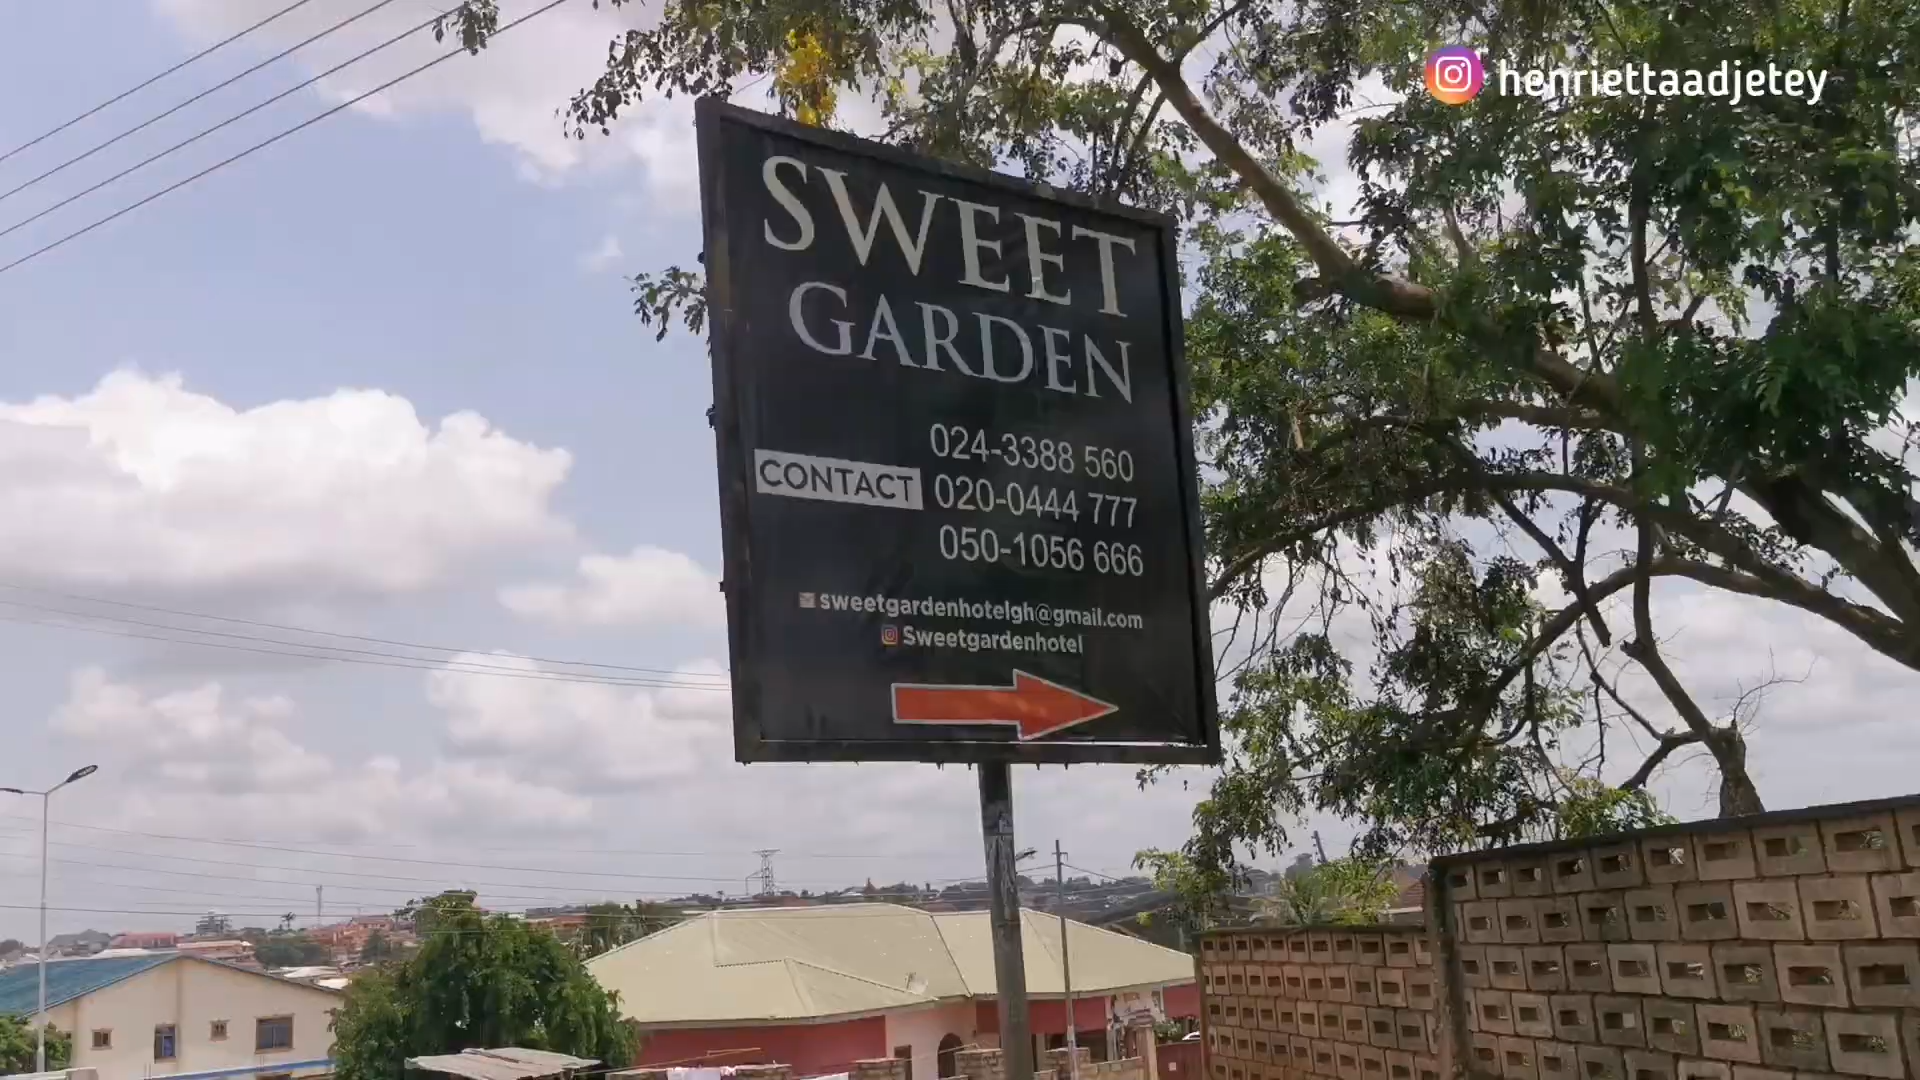 henriettaadjetey
SWEET
GARDEN
CONTACT
024-3388 560
020-0444 777
050-1056 666
sweetgardenhotelgh@gmail.com
Sweetgardenhotel